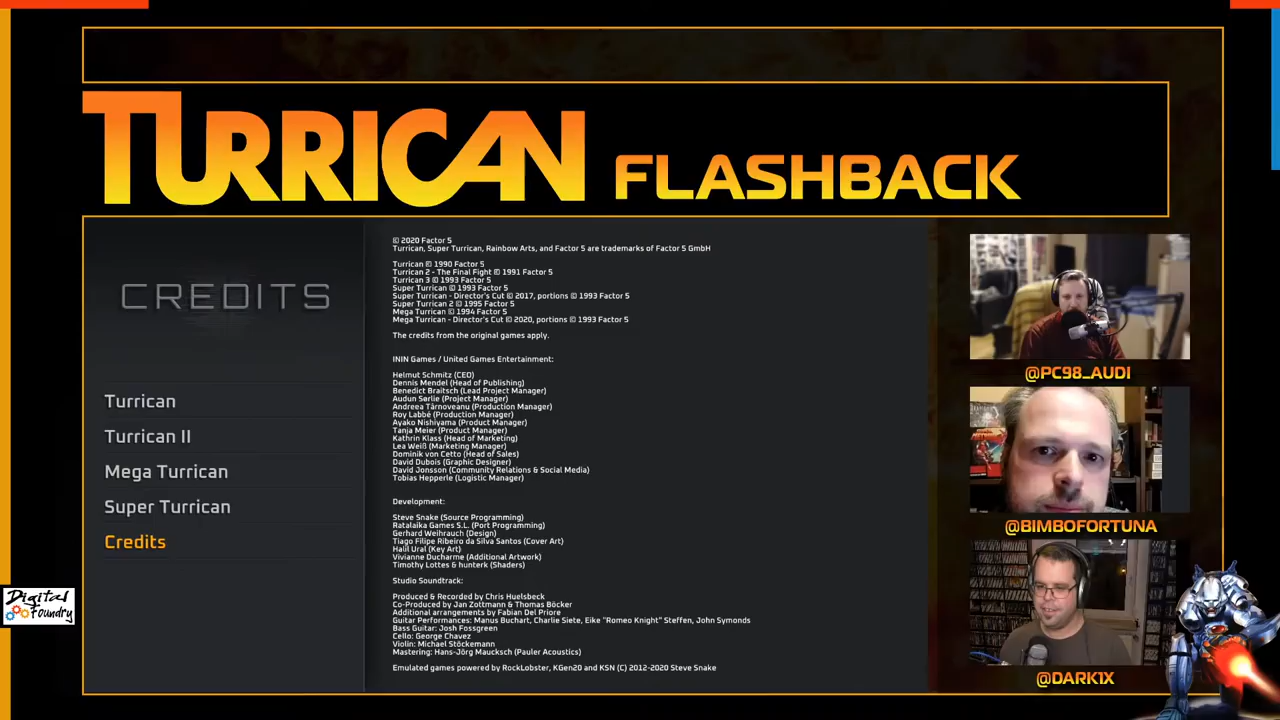 TURRICAN FLASHBACK
CREDITS
Turrican
Turrican II
Mega Turrican
Super Turrican
Credits
© 2020 Factor 5
Turrican, Super Turrican, Rainbow Arts, and Factor 5 are trademarks of Factor 5 GmbH
Turrican © 1990 Factor 5
Turrican 2 - The Final Fight © 1991 Factor 5
Turrican 3 © 1993 Factor 5
Super Turrican © 1993 Factor 5
Super Turrican - Director's Cut © 2017, portions © 1993 Factor 5
Super Turrican 2 © 1995 Factor 5
Mega Turrican © 1994 Factor 5
Mega Turrican - Director's Cut © 2020, portions © 1993 Factor 5
The credits from the original games apply.
ININ Games / United Games Entertainment:
Helmut Schmitz (CEO)
Dennis Mendel (Head of Publishing)
Benedict Braitsch (Lead Project Manager)
Audun Sørlie (Project Manager)
Andreea Târnoveanu (Production Manager)
Roy Labbé (Production Manager)
Ayako Nishiyama (Product Manager)
Tanja Meier (Product Manager)
Kathrin Klass (Head of Marketing)
Lea Weiß (Marketing Manager)
Dominik von Cetto (Head of Sales)
David Dubois (Graphic Designer)
David Jonsson (Community Relations & Social Media)
Tobias Hepperle (Logistic Manager)
Development:
Steve Snake (Source Programming)
Ratalaika Games S.L. (Port Programming)
Gerhard Weihrauch (Design)
Tiago Filipe Ribeiro da Silva Santos (Cover Art)
Halil Ural (Key Art)
Vivianne Ducharme (Additional Artwork)
Timothy Lottes & hunterk (Shaders)
Studio Soundtrack:
Produced & Recorded by Chris Huelsbeck
Co-Produced by Jan Zottmann & Thomas Böcker
Additional arrangements by Fabian Del Priore
Guitar Performances: Manus Buchart, Charlie Siete, Eike "Romeo Knight" Steffen, John Symonds
Bass Guitar: Josh Fossgreen
Cello: George Chavez
Violin: Michael Stöckemann
Mastering: Hans-Jörg Maucksch (Pauler Acoustics)
Emulated games powered by RockLobster, KGen20 and KSN (C) 2012-2020 Steve Snake
@PC98_AUDI
@BIMBOFORTUNA
@DARK1X
Digital
Foundry